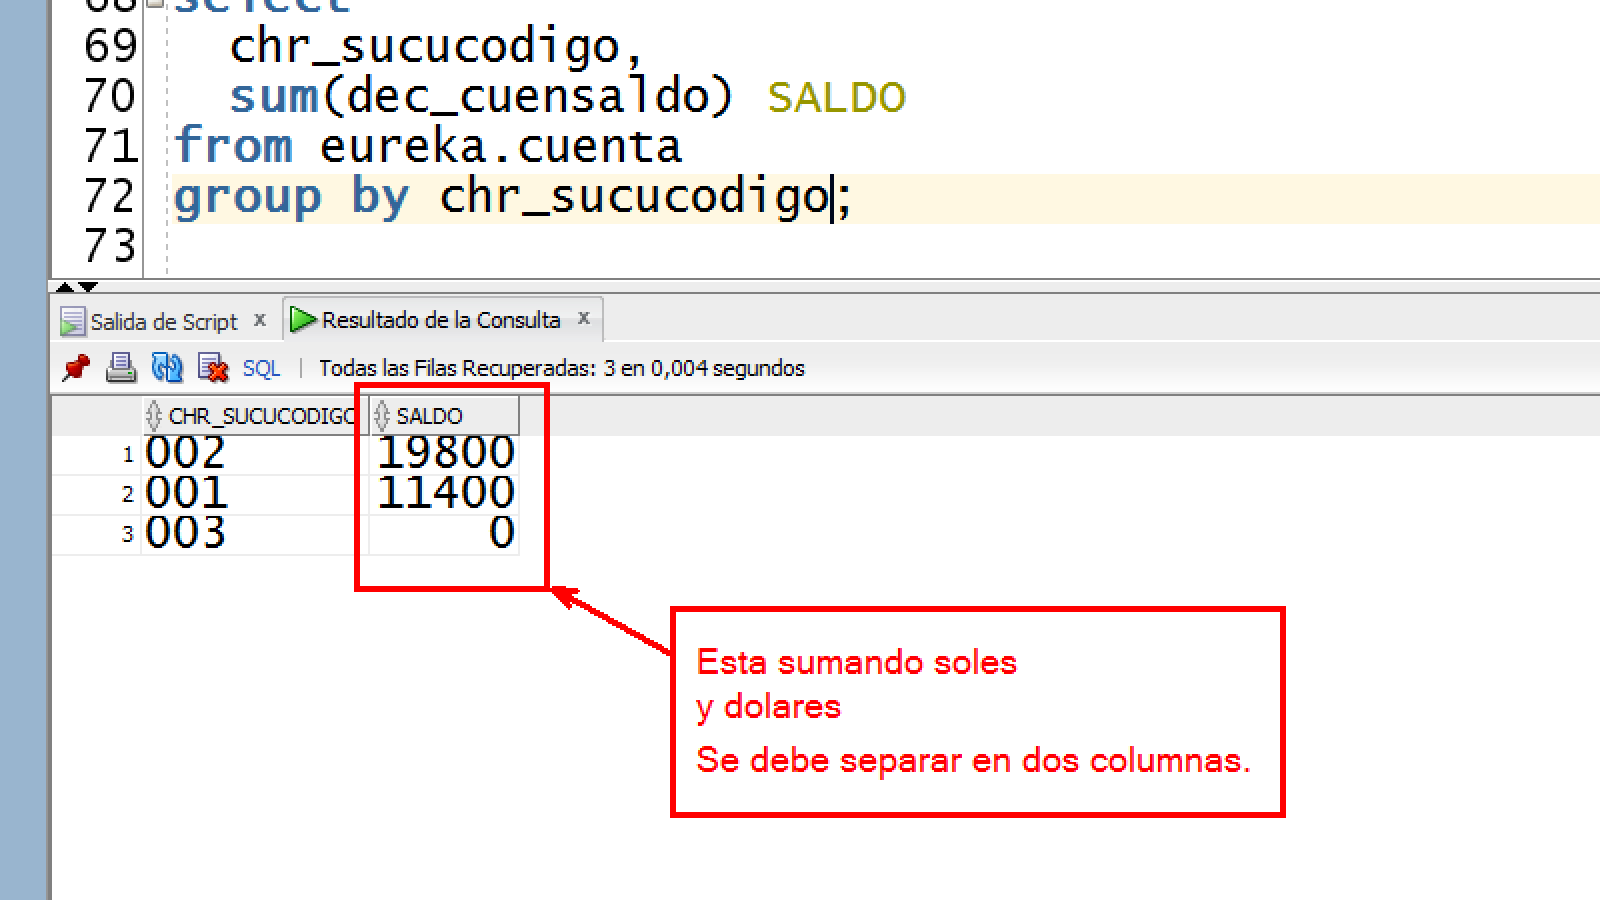 68 select
69 chr_sucucodigo,
70 sum(dec_cuensaldo) SALDO
71 from eureka.cuenta
72 group by chr_sucucodigo;
73
Salida de Script x Resultado de la Consulta x
SQL | Todas las Filas Recuperadas: 3 en 0,004 segundos
CHR_SUCUCODIGO SALDO
1 002 19800
2 001 11400
3 003 0
Esta sumando soles
y dolares
Se debe separar en dos columnas.